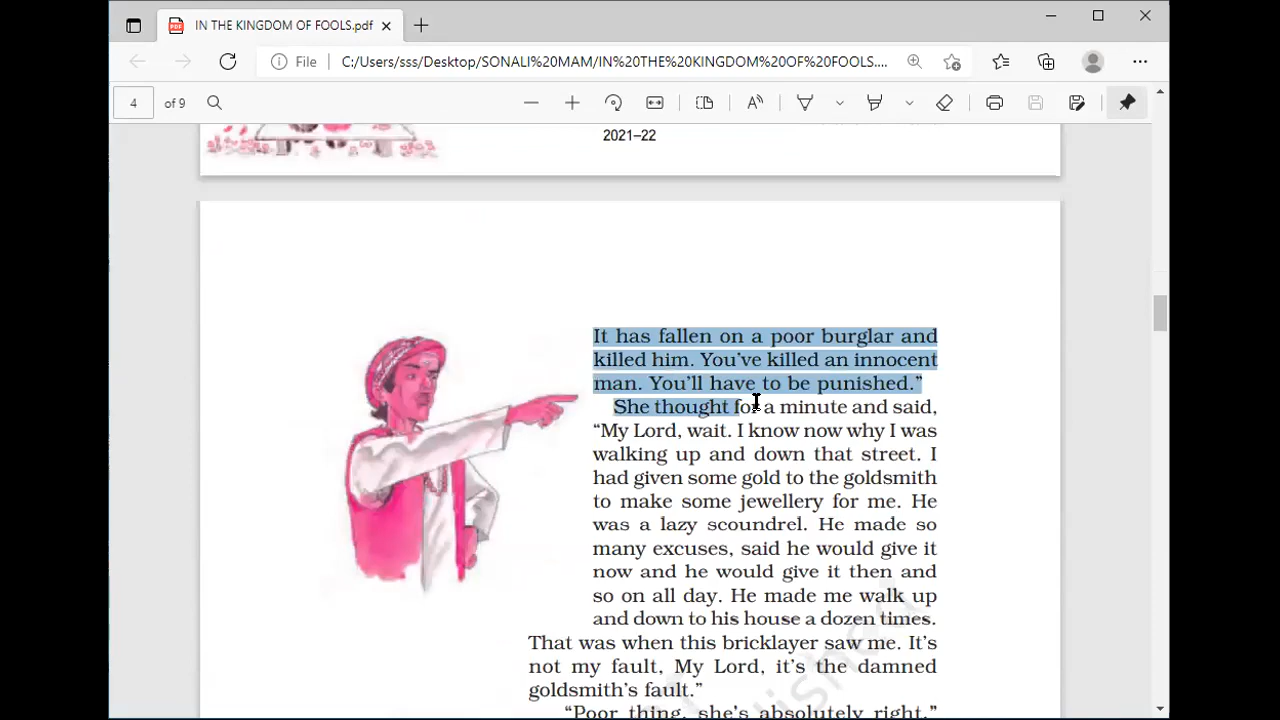 IN THE KINGDOM OF FOOLS.pdf
File C:/Users/sss/Desktop/SONALI%20MAM/IN%20THE%20KINGDOM%20OF%20FOOLS....
4 of 9
2021–22
It has fallen on a poor burglar and
killed him. You’ve killed an innocent
man. You’ll have to be punished.”
She thought for a minute and said,
“My Lord, wait. I know now why I was
walking up and down that street. I
had given some gold to the goldsmith
to make some jewellery for me. He
was a lazy scoundrel. He made so
many excuses, said he would give it
now and he would give it then and
so on all day. He made me walk up
and down to his house a dozen times.
That was when this bricklayer saw me. It’s
not my fault, My Lord, it’s the damned
goldsmith’s fault.”
“Poor thing, she’s absolutely right,”